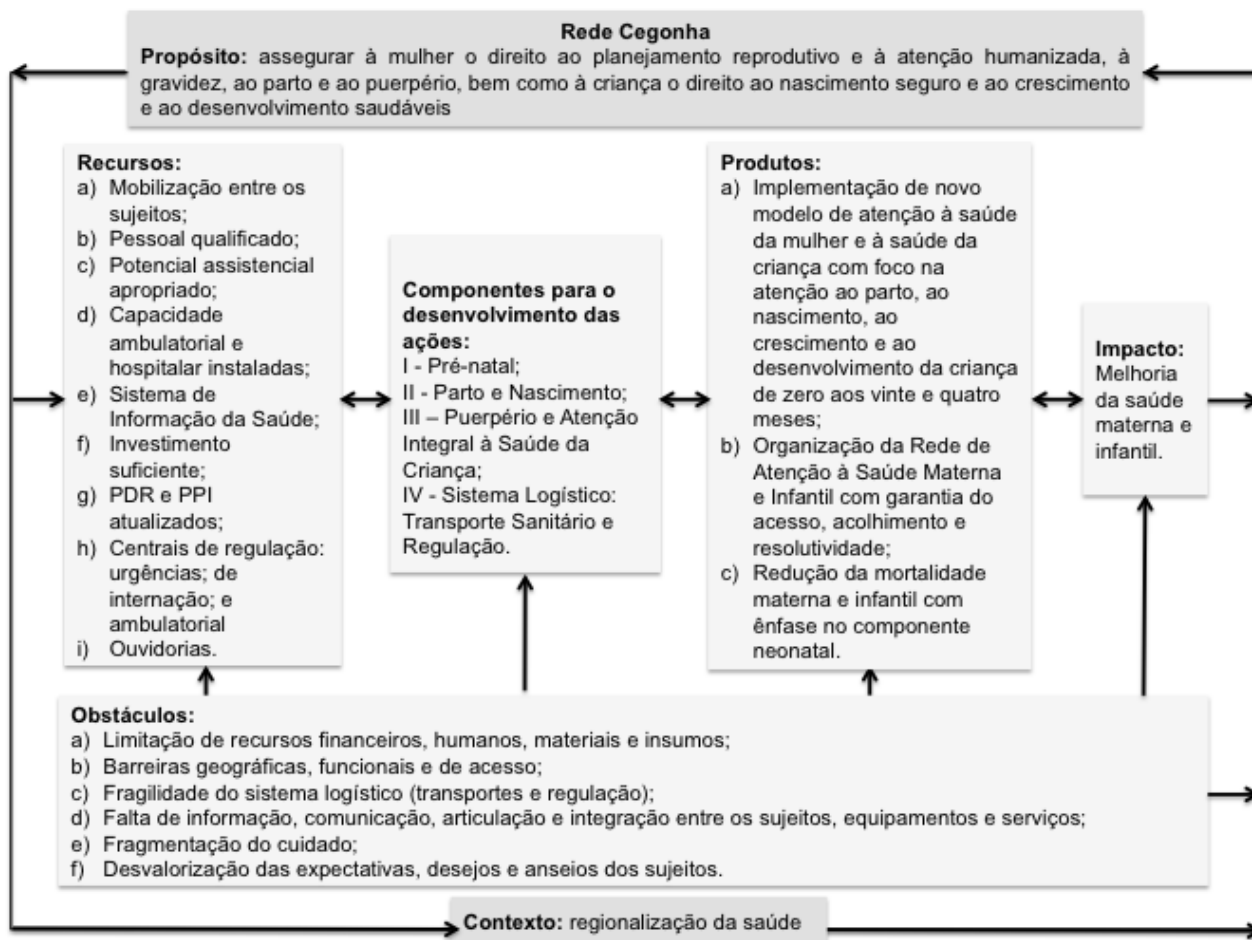 Rede Cegonha
Propósito: assegurar à mulher o direito ao planejamento reprodutivo e à atenção humanizada, à
gravidez, ao parto e ao puerpério, bem como à criança o direito ao nascimento seguro e ao crescimento
e ao desenvolvimento saudáveis
Recursos:
a) Mobilização entre os
sujeitos;
b) Pessoal qualificado;
c) Potencial assistencial
apropriado;
d) Capacidade
ambulatorial e
hospitalar instaladas;
e) Sistema de
Informação da Saúde;
f) Investimento
suficiente;
g) PDR e PPI
atualizados;
h) Centrais de regulação:
urgências; de
internação; e
ambulatorial
i) Ouvidorias.
Componentes para o
desenvolvimento das
ações:
I - Pré-natal;
II - Parto e Nascimento;
III – Puerpério e Atenção
Integral à Saúde da
Criança;
IV - Sistema Logístico:
Transporte Sanitário e
Regulação.
Produtos:
a) Implementação de novo
modelo de atenção à saúde
da mulher e à saúde da
criança com foco na
atenção ao parto, ao
nascimento, ao
crescimento e ao
desenvolvimento da criança
de zero aos vinte e quatro
meses;
b) Organização da Rede de
Atenção à Saúde Materna
e Infantil com garantia do
acesso, acolhimento e
resolutividade;
c) Redução da mortalidade
materna e infantil com
ênfase no componente
neonatal.
Impacto:
Melhoria
da saúde
materna e
infantil.
Obstáculos:
a) Limitação de recursos financeiros, humanos, materiais e insumos;
b) Barreiras geográficas, funcionais e de acesso;
c) Fragilidade do sistema logístico (transportes e regulação);
d) Falta de informação, comunicação, articulação e integração entre os sujeitos, equipamentos e serviços;
e) Fragmentação do cuidado;
f) Desvalorização das expectativas, desejos e anseios dos sujeitos.
Contexto: regionalização da saúde